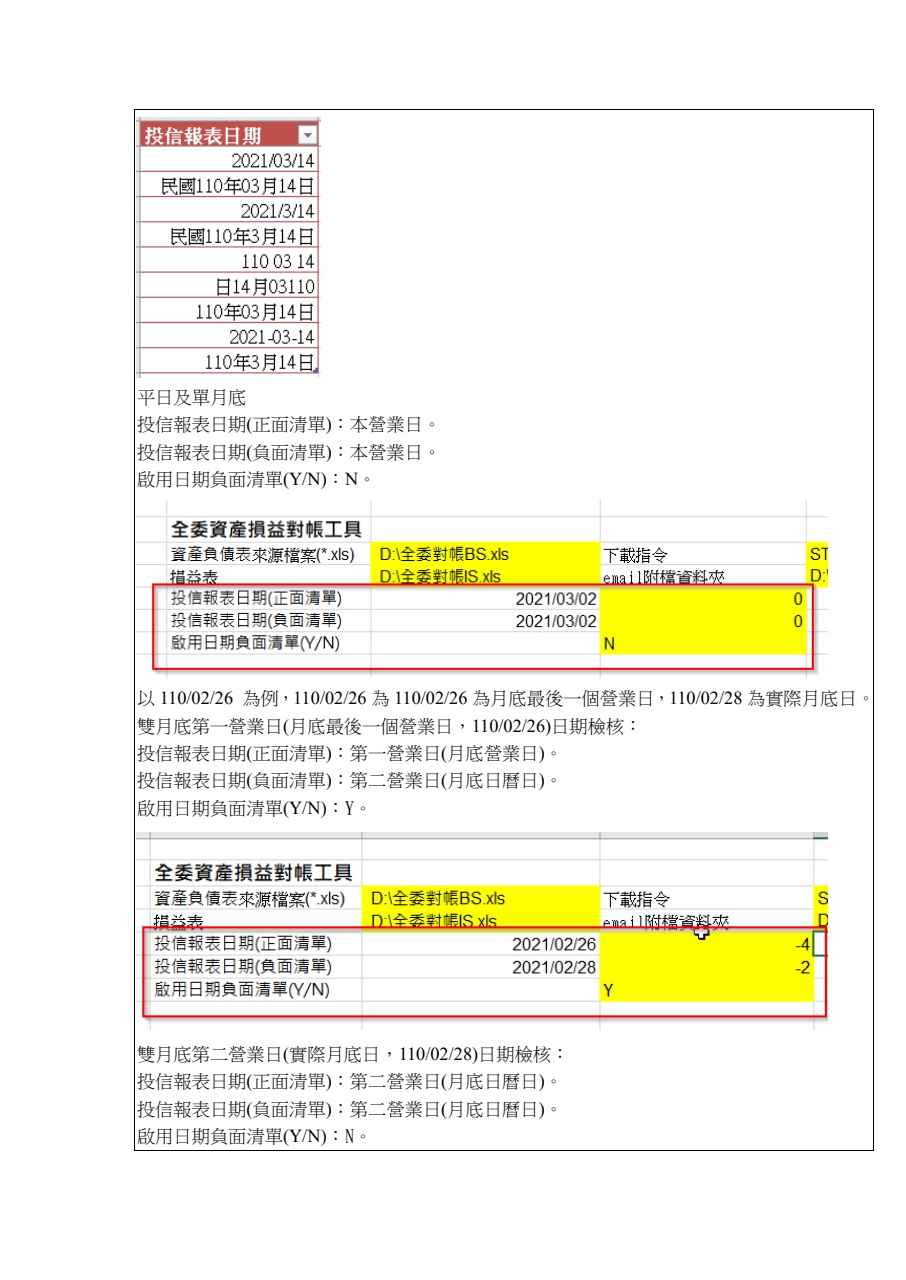 投信報表日期
2021/03/14
民國110年03月14日
2021/3/14
民國110年3月14日
110 03 14
日14月03110
110年03月14日
2021-03-14
110年3月14日
平日及單月底
投信報表日期(正面清單)：本營業日。
投信報表日期(負面清單)：本營業日。
啟用日期負面清單(Y/N)：N。
全委資產損益對帳工具
資產負債表來源檔案(*.xls) D:\全委對帳BS.xls 下載指令 ST
損益表 D:\全委對帳IS.xls email附檔資料夾 D:\
投信報表日期(正面清單) 2021/03/02 0
投信報表日期(負面清單) 2021/03/02 0
啟用日期負面清單(Y/N) N
以 110/02/26 為例，110/02/26 為 110/02/26 為月底最後一個營業日，110/02/28 為實際月底日。
雙月底第一營業日(月底最後一個營業日，110/02/26)日期檢核：
投信報表日期(正面清單)：第一營業日(月底營業日)。
投信報表日期(負面清單)：第二營業日(月底日曆日)。
啟用日期負面清單(Y/N)：Y。
全委資產損益對帳工具
資產負債表來源檔案(*.xls) D:\全委對帳BS.xls 下載指令 S
損益表 D:\全委對帳IS.xls email附檔資料夾 D
投信報表日期(正面清單) 2021/02/26 -4
投信報表日期(負面清單) 2021/02/28 -2
啟用日期負面清單(Y/N) Y
雙月底第二營業日(實際月底日，110/02/28)日期檢核：
投信報表日期(正面清單)：第二營業日(月底日曆日)。
投信報表日期(負面清單)：第二營業日(月底日曆日)。
啟用日期負面清單(Y/N)：N。